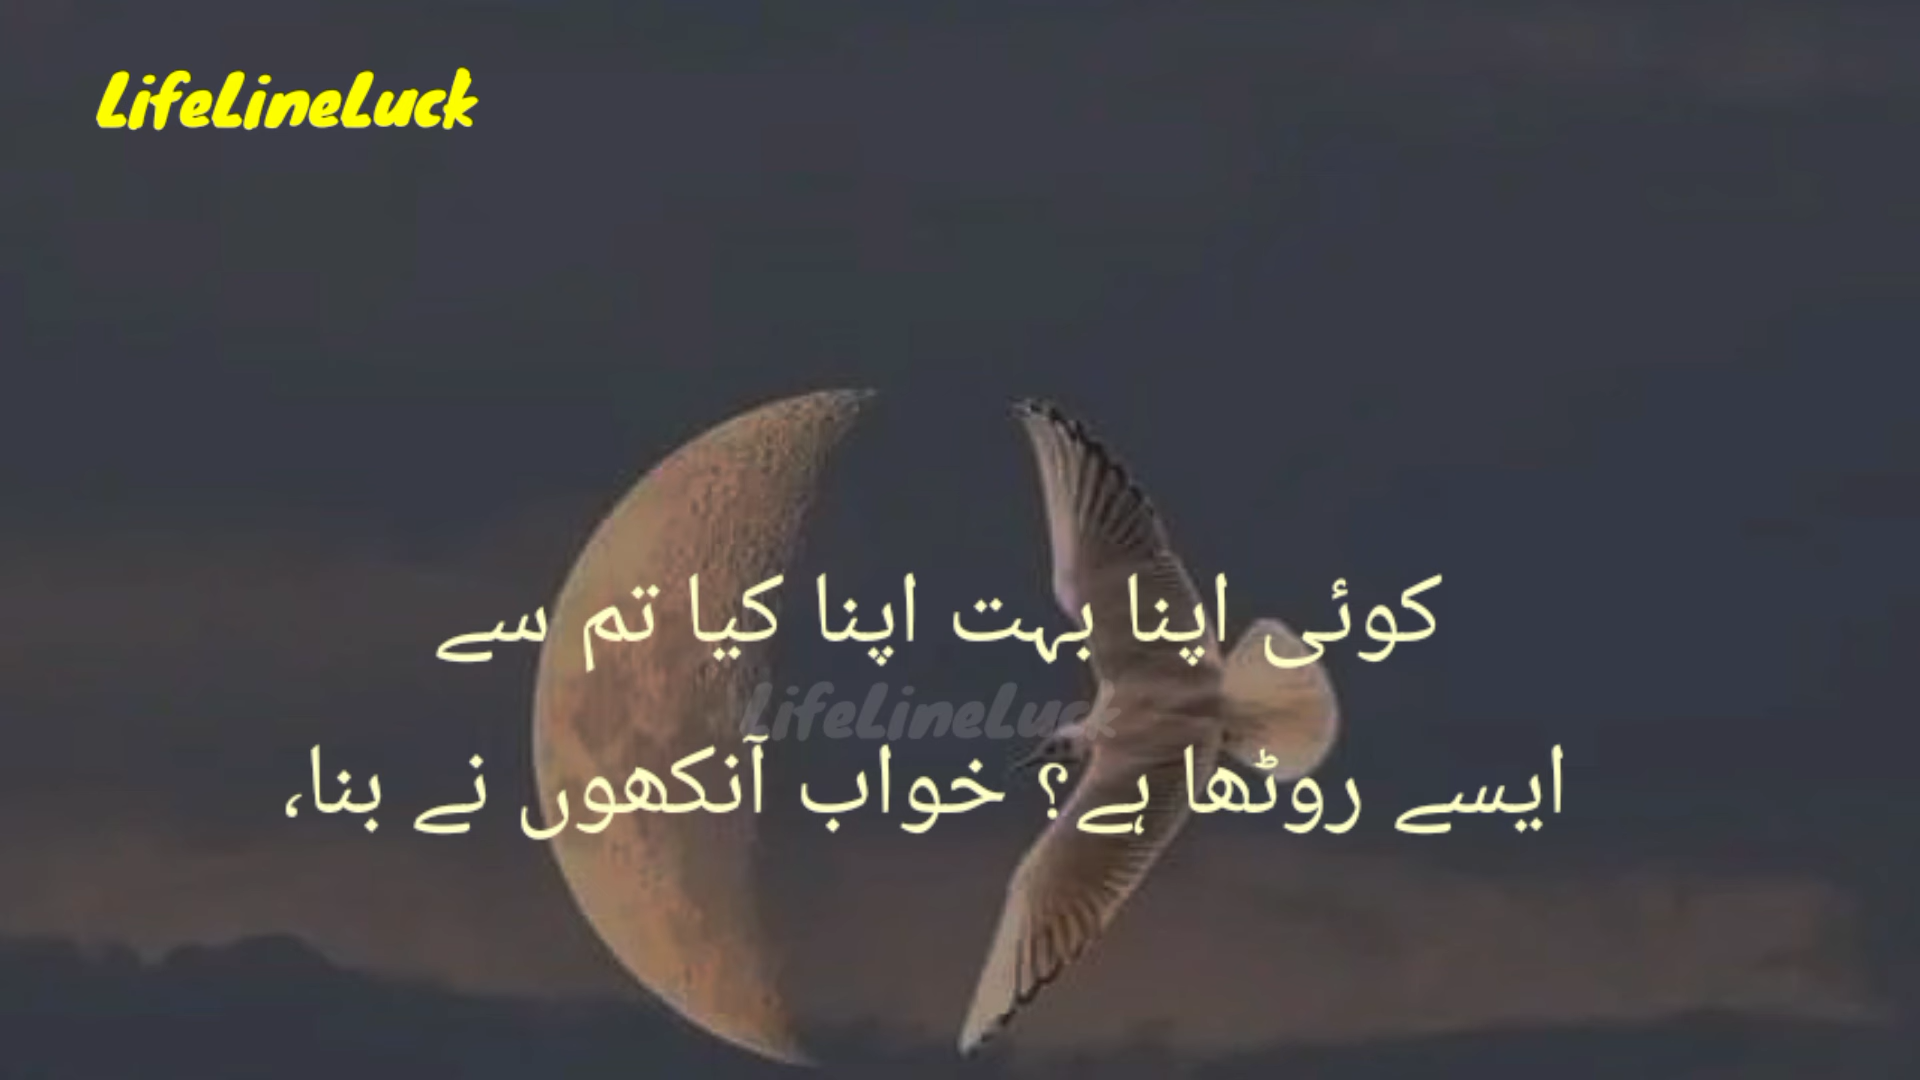 LifeLineLuck
کوئی اپنا بہت اپنا کیا تم سے
LifeLineLuck
ایسے روٹھا ہے؟ خواب آنکھوں نے بنا،